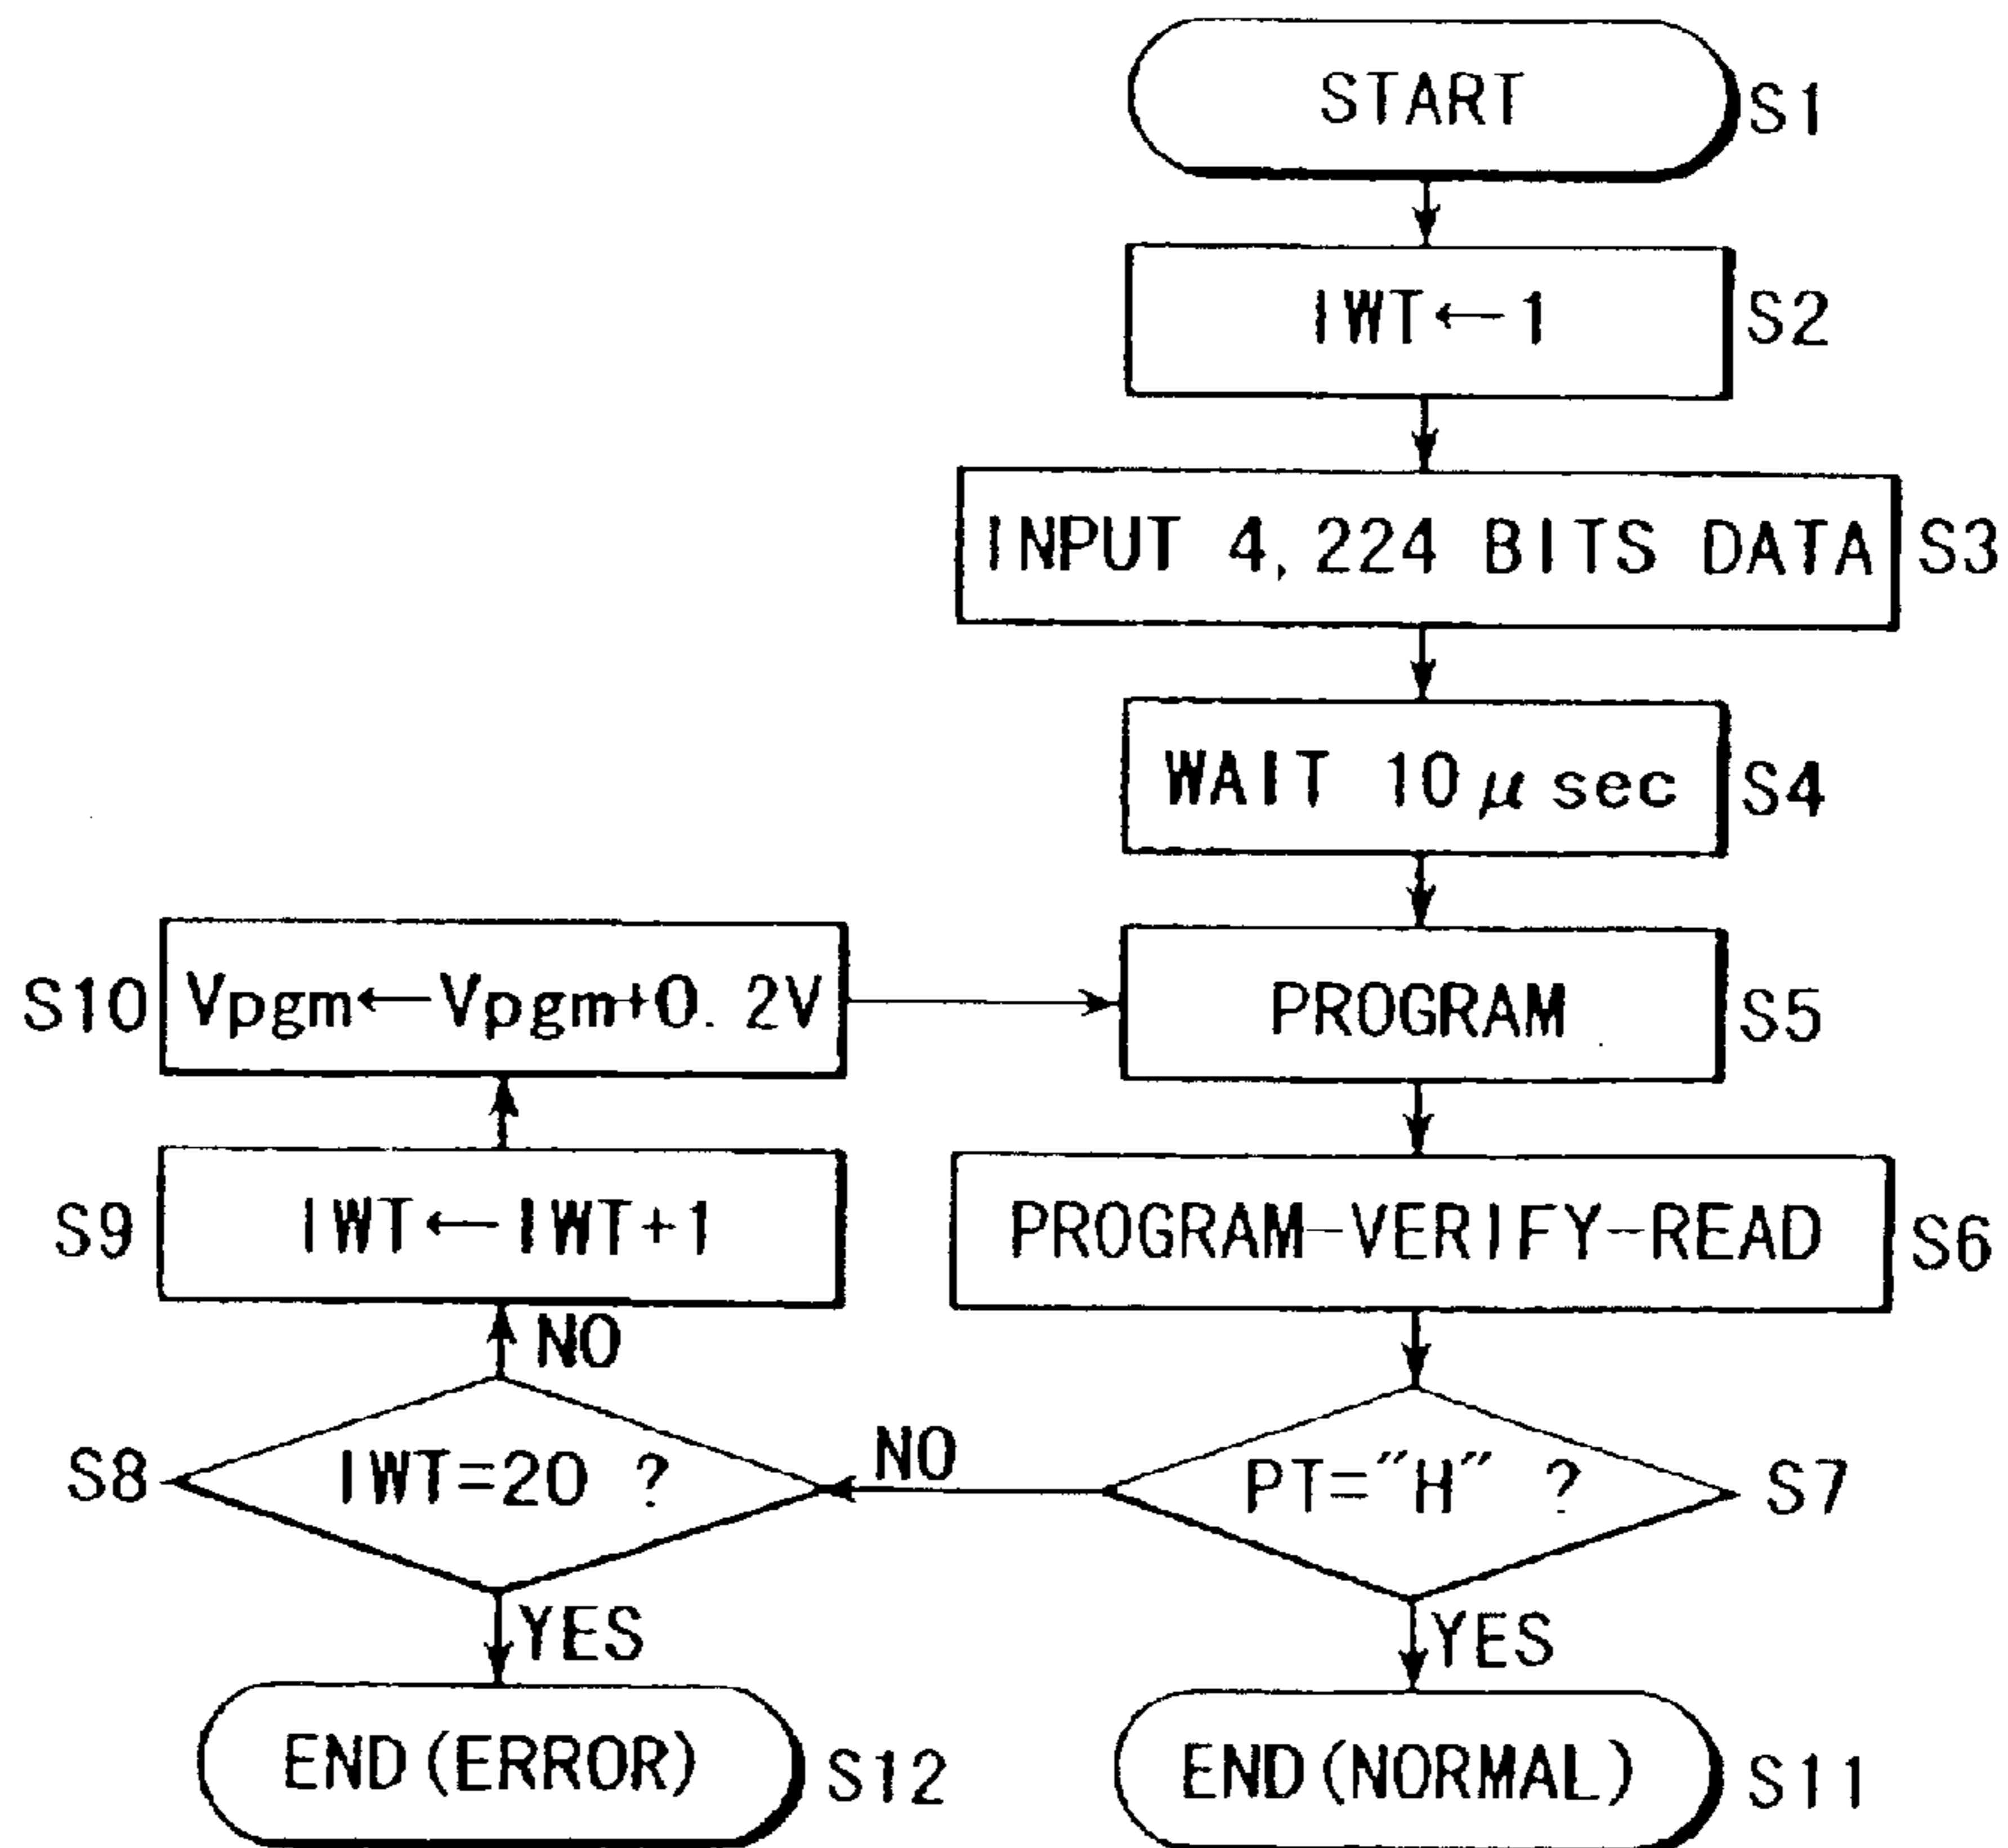 START
S1
IWT←1
S2
INPUT 4,224 BITS DATA
S3
WAIT 10μsec
S4
PROGRAM
S5
PROGRAM-VERIFY-READ
S6
PT="H" ?
S7
NO
YES
IWT=20 ?
S8
NO
YES
IWT←IWT+1
S9
Vpgm←Vpgm+0.2V
S10
END(NORMAL)
S11
END(ERROR)
S12